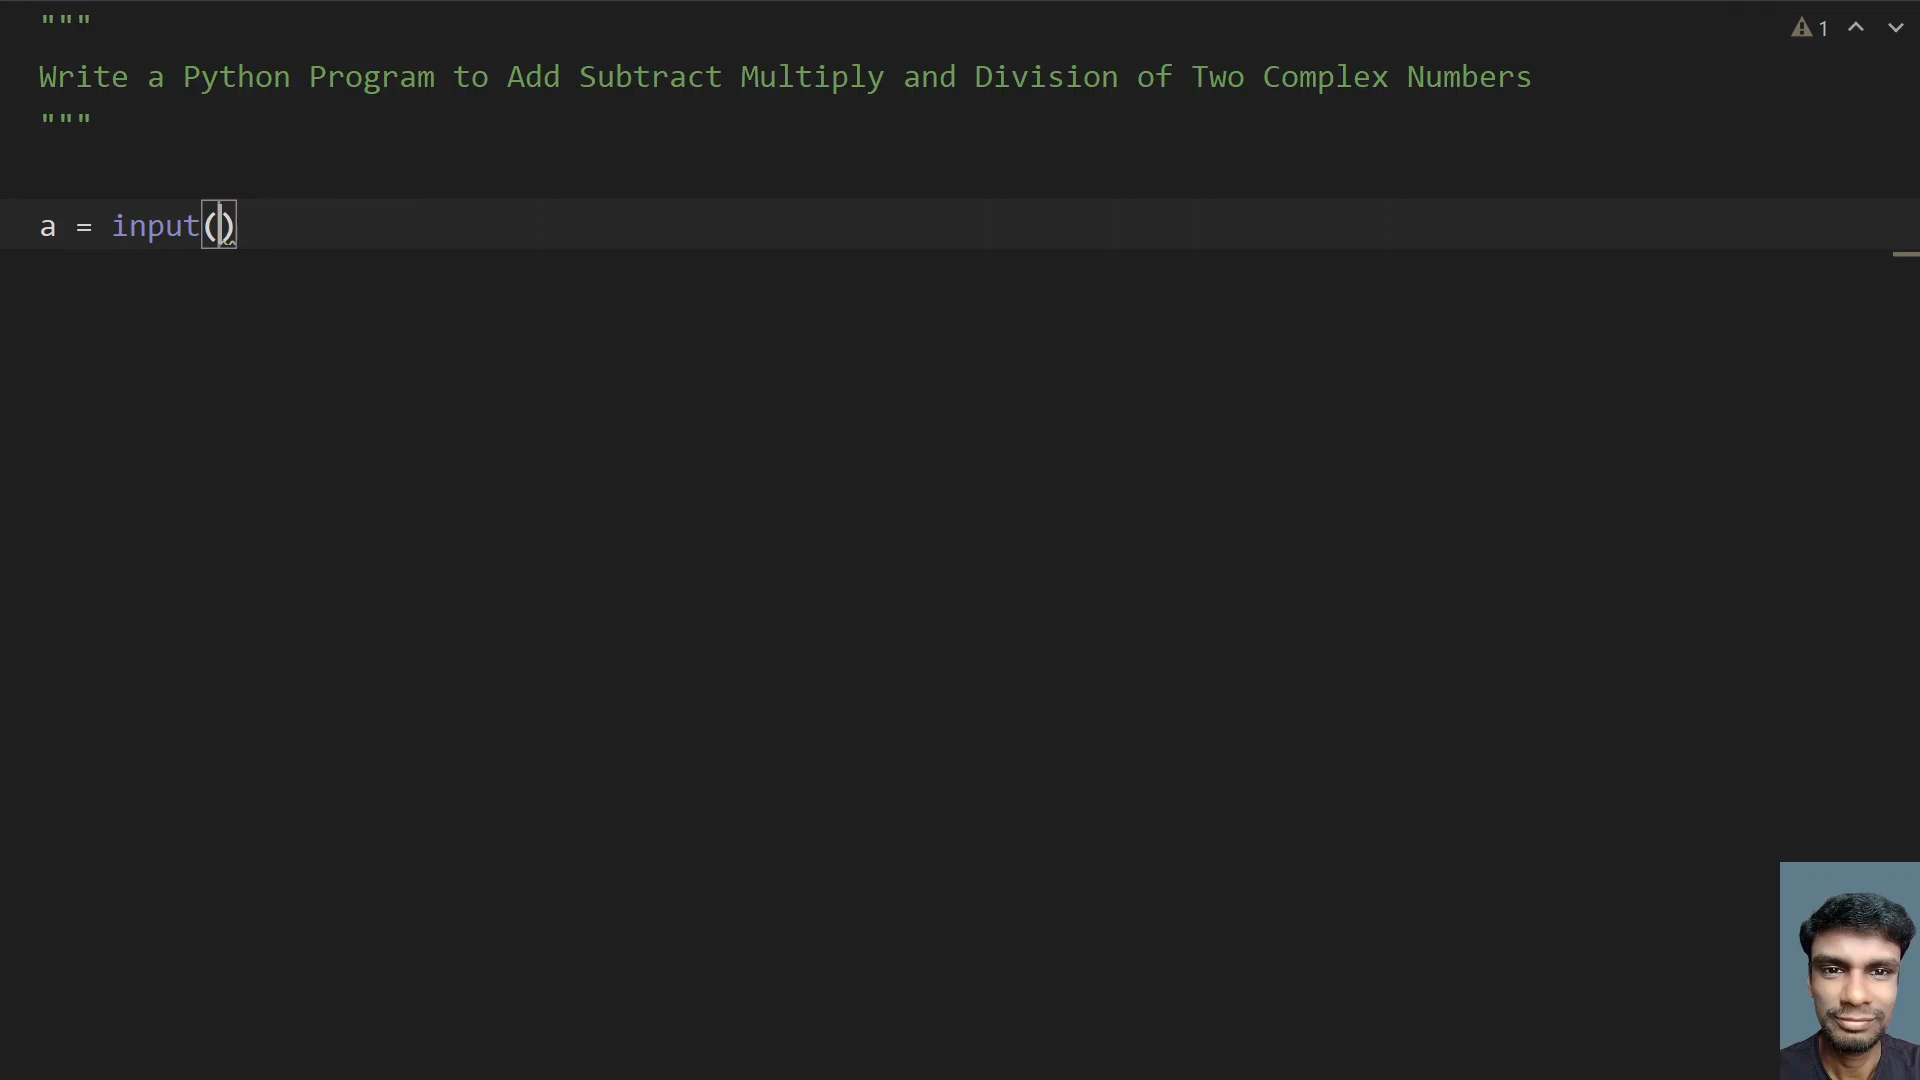 """
1
Write a Python Program to Add Subtract Multiply and Division of Two Complex Numbers
"""
a = input()